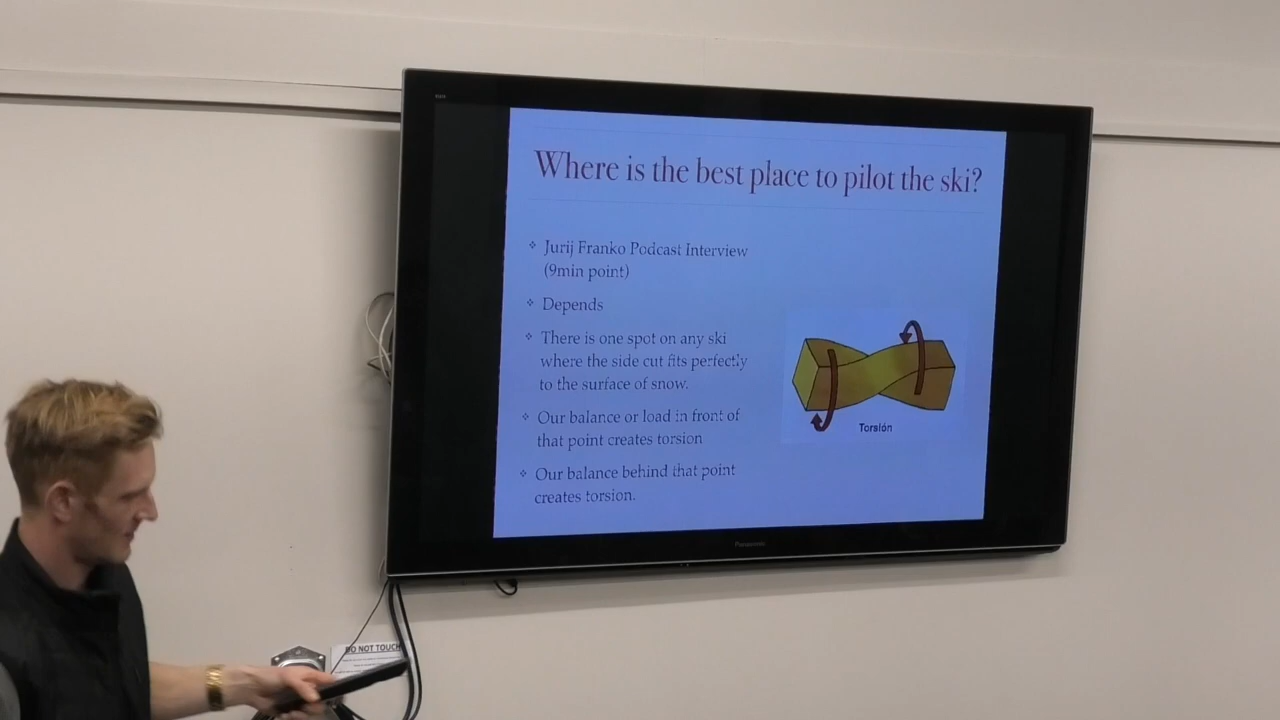 Where is the best place to pilot the ski?
Jurij Franko Podcast Interview
(9min point)
Depends
There is one spot on any ski
where the side cut fits perfectly
to the surface of snow.
Our balance or load in front of
that point creates torsion
Our balance behind that point
creates torsion.
Torsión
Panasonic
DO NOT TOUCH